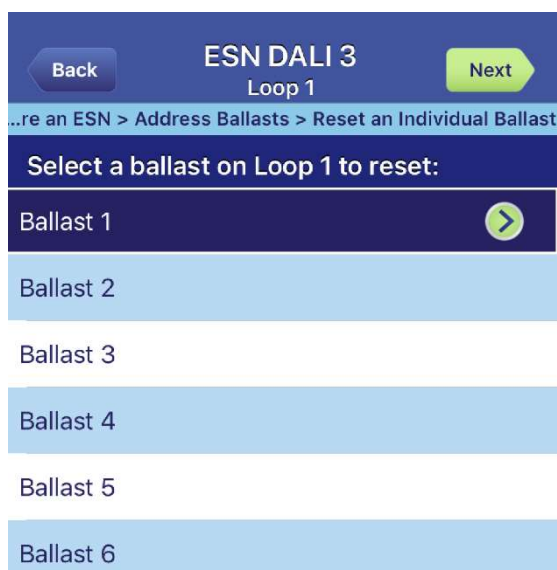 Back
ESN DALI 3
Loop 1
Next
...re an ESN > Address Ballasts > Reset an Individual Ballast
Select a ballast on Loop 1 to reset:
Ballast 1
Ballast 2
Ballast 3
Ballast 4
Ballast 5
Ballast 6